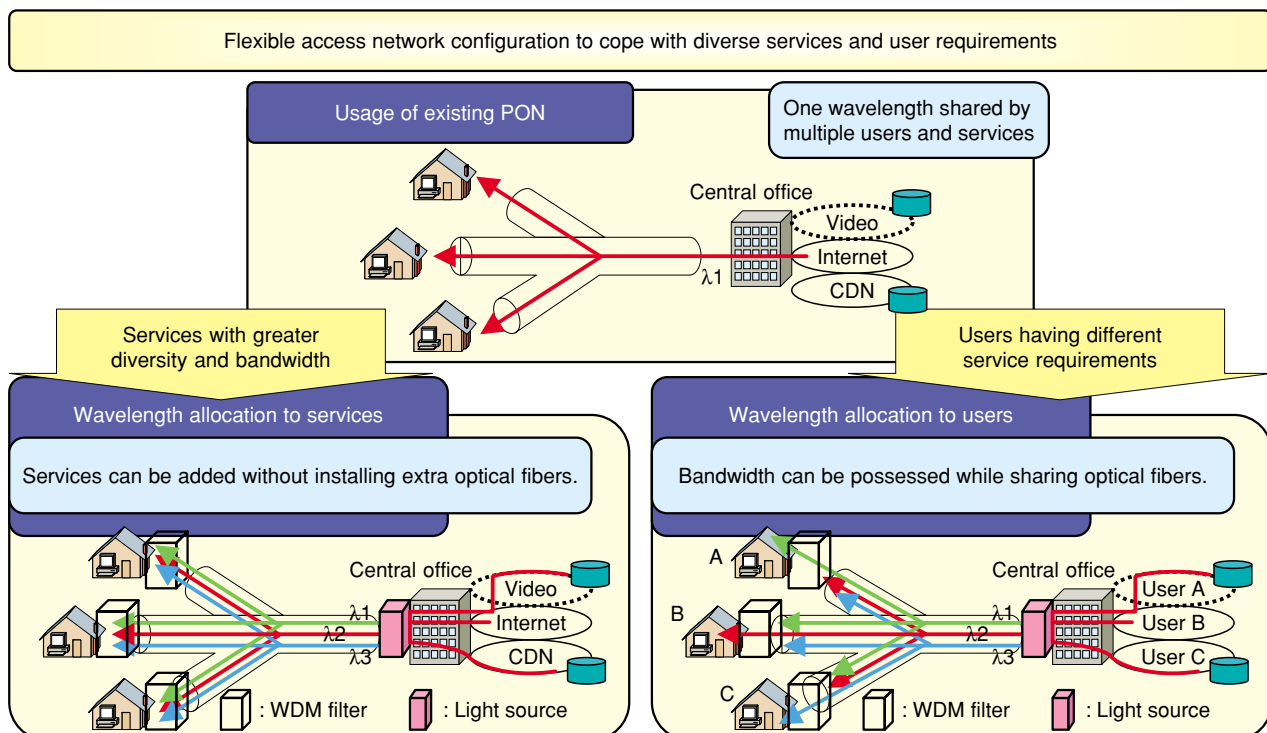 Flexible access network configuration to cope with diverse services and user requirements
Usage of existing PON
One wavelength shared by
multiple users and services
Central office
Video
Internet
CDN
λ1
Services with greater
diversity and bandwidth
Users having different
service requirements
Wavelength allocation to services
Services can be added without installing extra optical fibers.
Central office
λ1
λ2
λ3
Video
Internet
CDN
: WDM filter
: Light source
Wavelength allocation to users
Bandwidth can be possessed while sharing optical fibers.
A
B
C
Central office
λ1
λ2
λ3
User A
User B
User C
: WDM filter
: Light source